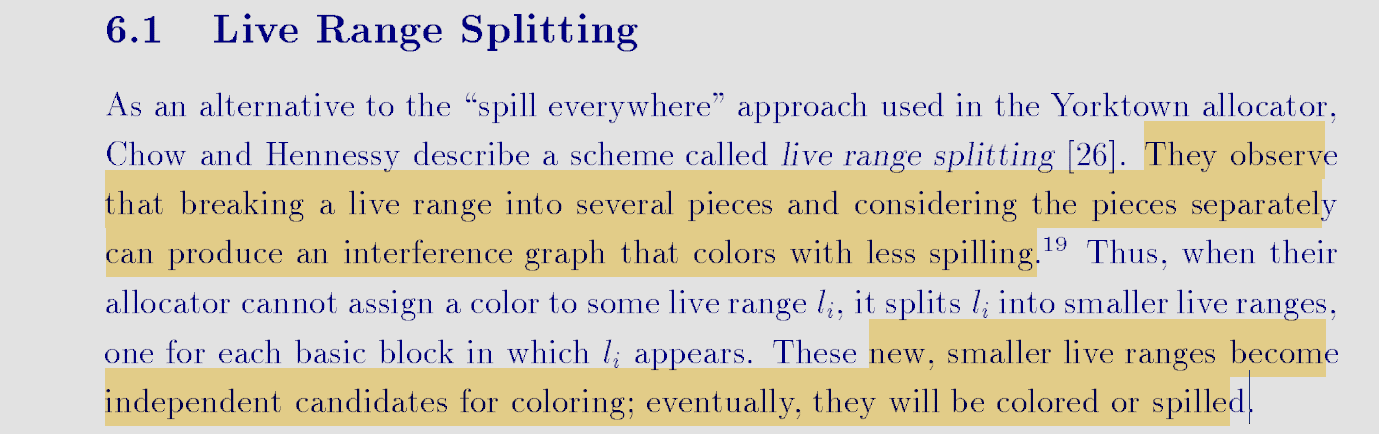 6.1 Live Range Splitting
As an alternative to the “spill everywhere” approach used in the Yorktown allocator,
Chow and Hennessy describe a scheme called live range splitting [26]. They observe
that breaking a live range into several pieces and considering the pieces separately
can produce an interference graph that colors with less spilling.19 Thus, when their
allocator cannot assign a color to some live range li, it splits li into smaller live ranges,
one for each basic block in which li appears. These new, smaller live ranges become
independent candidates for coloring; eventually, they will be colored or spilled.